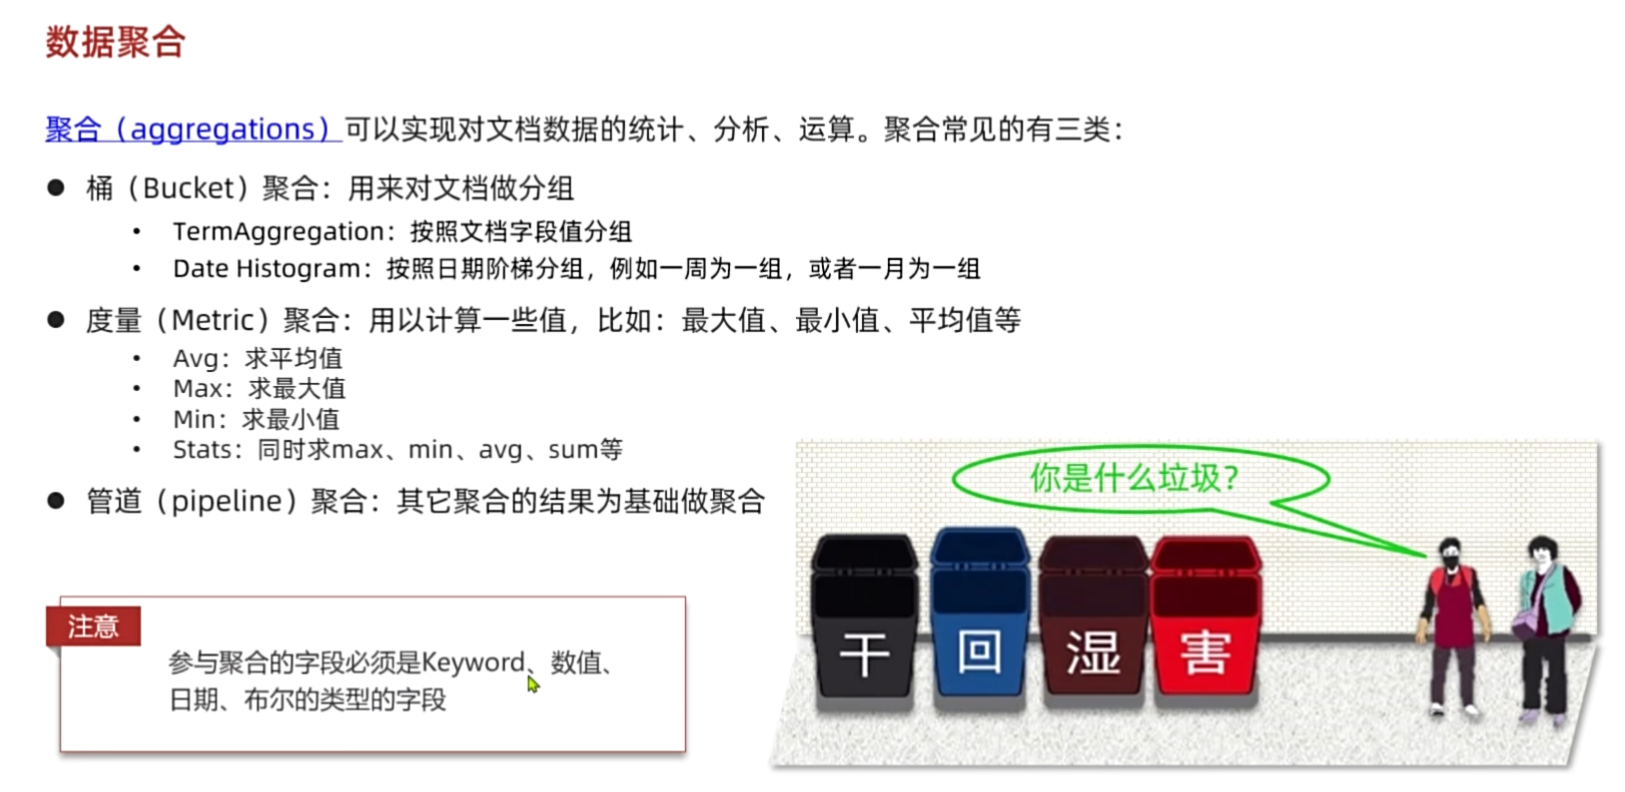 数据聚合
聚合（aggregations）可以实现对文档数据的统计、分析、运算。聚合常见的有三类：
● 桶（Bucket）聚合：用来对文档做分组
• TermAggregation：按照文档字段值分组
• Date Histogram：按照日期阶梯分组，例如一周为一组，或者一月为一组
● 度量（Metric）聚合：用以计算一些值，比如：最大值、最小值、平均值等
• Avg：求平均值
• Max：求最大值
• Min：求最小值
• Stats：同时求max、min、avg、sum等
● 管道（pipeline）聚合：其它聚合的结果为基础做聚合
你是什么垃圾？
干 回 湿 害
注意
参与聚合的字段必须是Keyword、数值、
日期、布尔的类型的字段